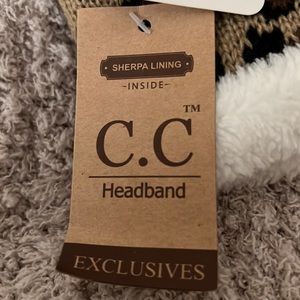 SHERPA LINING
~INSIDE~
C.C™
Headband
EXCLUSIVES